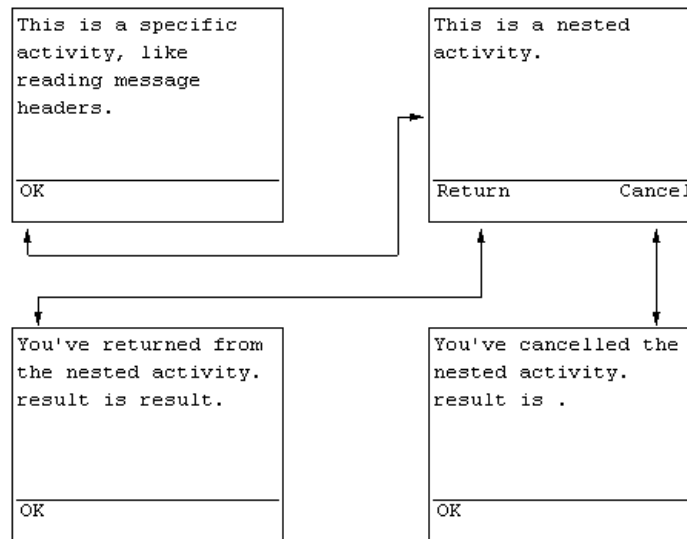 This is a specific
activity, like
reading message
headers.
OK
This is a nested
activity.
Return Cancel
You've returned from
the nested activity.
result is result.
OK
You've cancelled the
nested activity.
result is .
OK